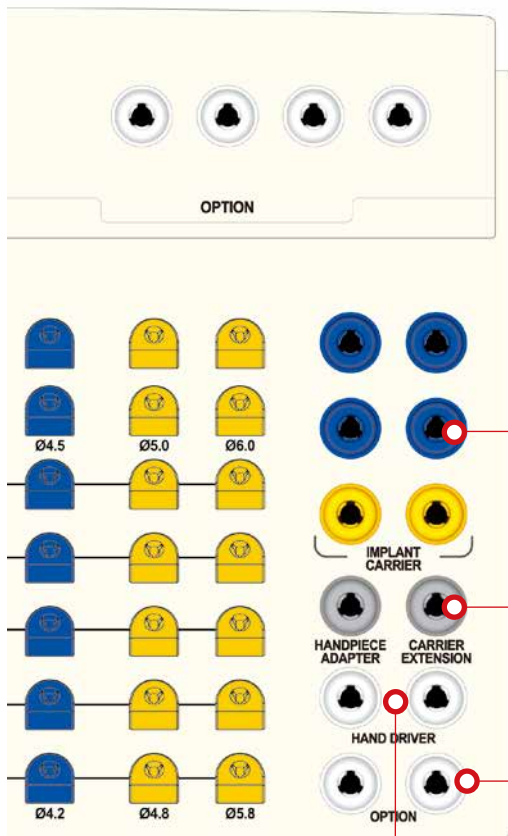 OPTION
Ø4.5 Ø5.0 Ø6.0
IMPLANT
CARRIER
HANDPIECE CARRIER
ADAPTER EXTENSION
HAND DRIVER
Ø4.2 Ø4.8 Ø5.8
OPTION